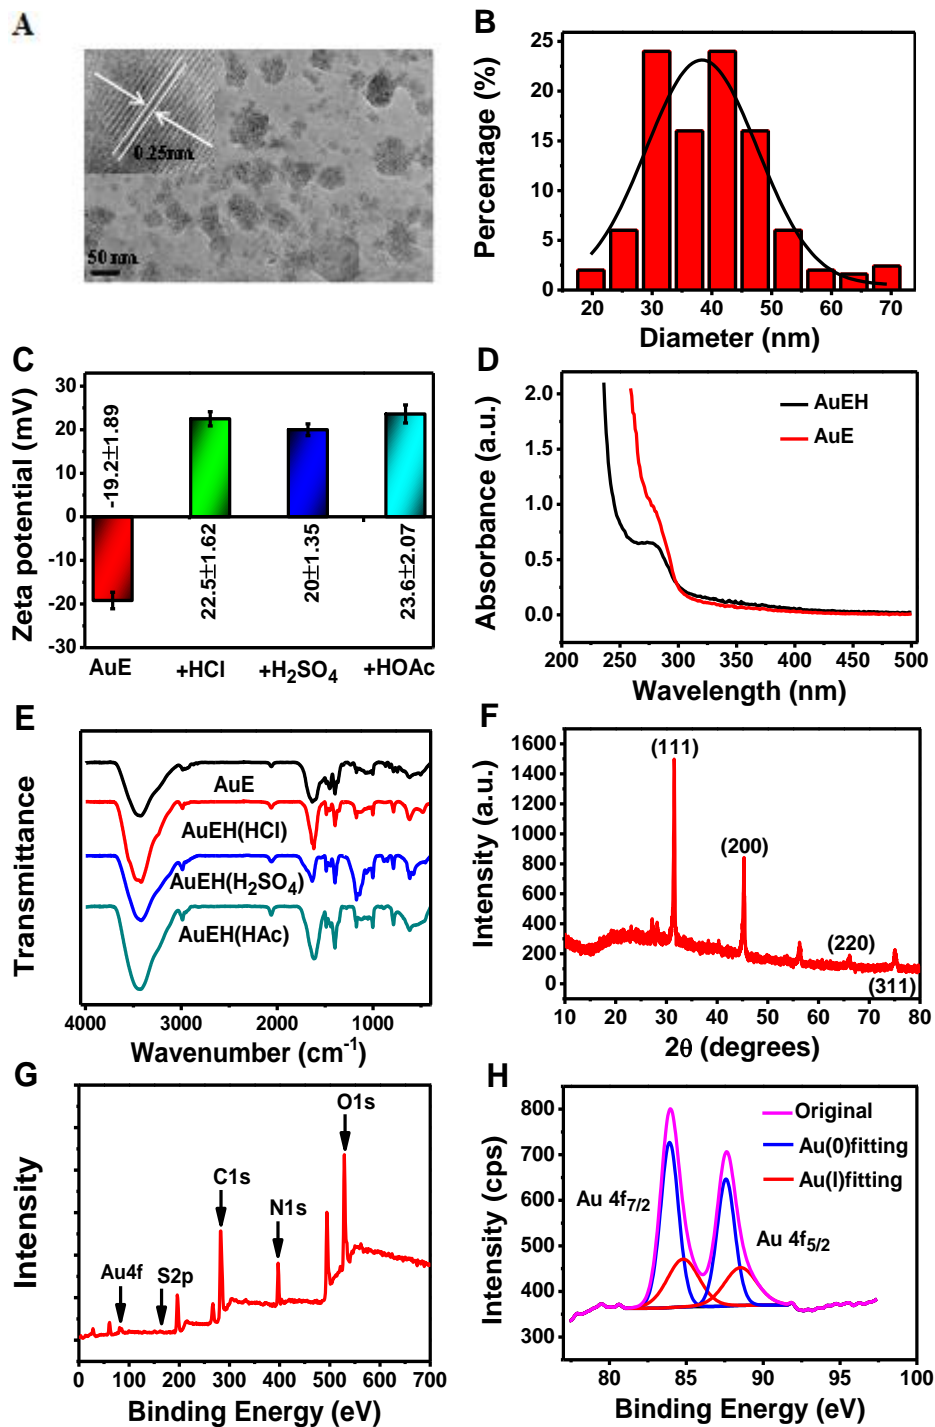 A
0.25nm
50 nm
B
Percentage (%)
25
20
15
10
5
0
20 30 40 50 60 70
Diameter (nm)
C
Zeta potential (mV)
30
20
10
0
-10
-20
-30
-19.2±1.89
22.5±1.62
20±1.35
23.6±2.07
AuE +HCl +H₂SO₄ +HOAc
D
Absorbance (a.u.)
2.0
1.5
1.0
0.5
0.0
AuEH
AuE
200 250 300 350 400 450 500
Wavelength (nm)
E
Transmittance
AuE
AuEH(HCl)
AuEH(H₂SO₄)
AuEH(HAc)
4000 3000 2000 1000
Wavenumber (cm⁻¹)
F
Intensity (a.u.)
1600
1400
1200
1000
800
600
400
200
0
(111)
(200)
(220)
(311)
10 20 30 40 50 60 70 80
2θ (degrees)
G
Intensity
Au4f
S2p
C1s
N1s
O1s
0 100 200 300 400 500 600 700
Binding Energy (eV)
H
Intensity (cps)
800
700
600
500
400
300
Original
Au(0)fitting
Au(I)fitting
Au 4f₇/₂
Au 4f₅/₂
80 85 90 95 100
Binding Energy (eV)